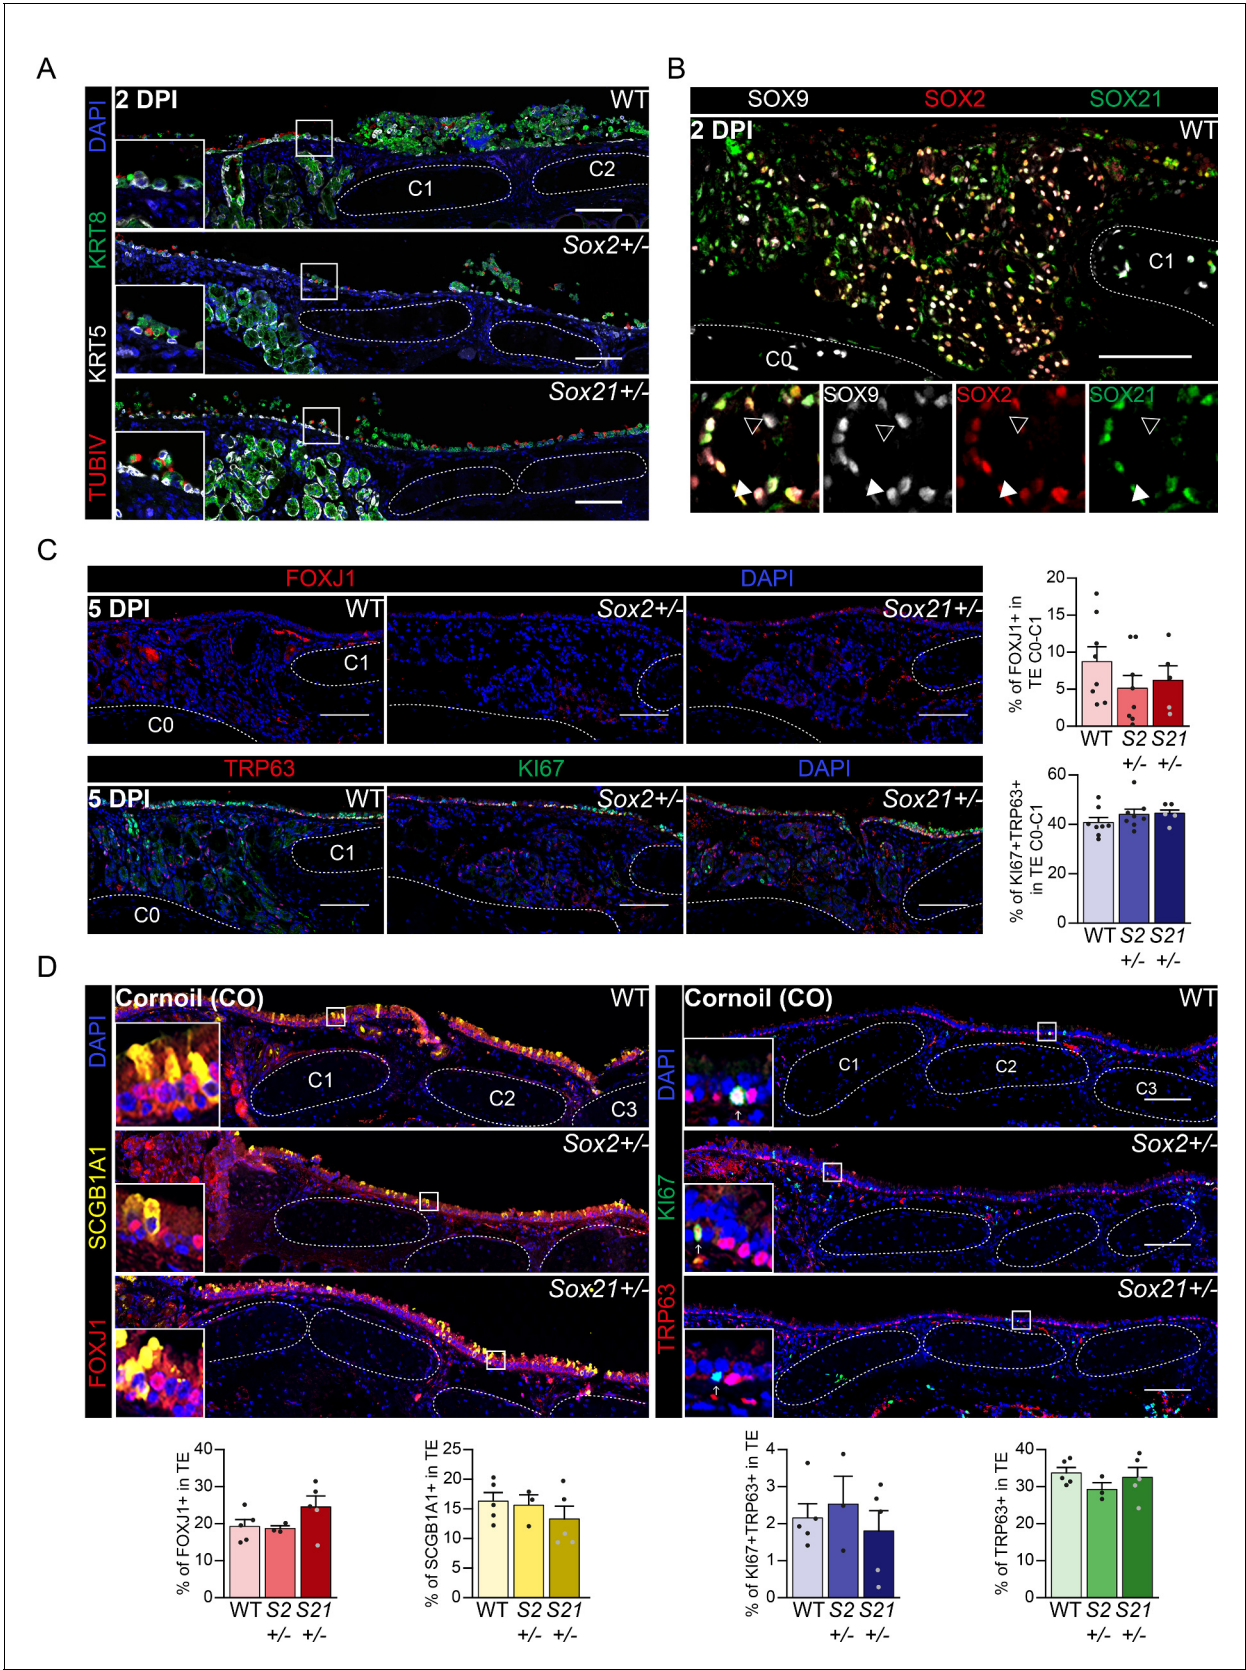 A
2 DPI
WT
C1
C2
Sox2+/-
Sox21+/-
TUBIV KRT5 KRT8 DAPI
B
SOX9 SOX2 SOX21
2 DPI
WT
C1
C0
SOX9
SOX2
SOX21
C
FOXJ1 DAPI
5 DPI
WT
Sox2+/-
Sox21+/-
C1
C0
% of FOXJ1+ in
TE C0-C1
20
15
10
5
0
WT S2 S21
+/- +/-
TRP63 KI67 DAPI
5 DPI
WT
Sox2+/-
Sox21+/-
C1
C0
% of KI67+TRP63+
in TE C0-C1
60
40
20
0
WT S2 S21
+/- +/-
D
Cornoil (CO)
WT
C1
C2
C3
Sox2+/-
Sox21+/-
FOXJ1 SCGB1A1 DAPI
Cornoil (CO)
WT
C1
C2
C3
Sox2+/-
Sox21+/-
TRP63 KI67 DAPI
% of FOXJ1+ in TE
40
30
20
10
0
WT S2 S21
+/- +/-
% of SCGB1A1+ in TE
25
20
15
10
5
0
WT S2 S21
+/- +/-
% of KI67+TRP63+ in TE
4
3
2
1
0
WT S2 S21
+/- +/-
% of TRP63+ in TE
40
30
20
10
0
WT S2 S21
+/- +/-